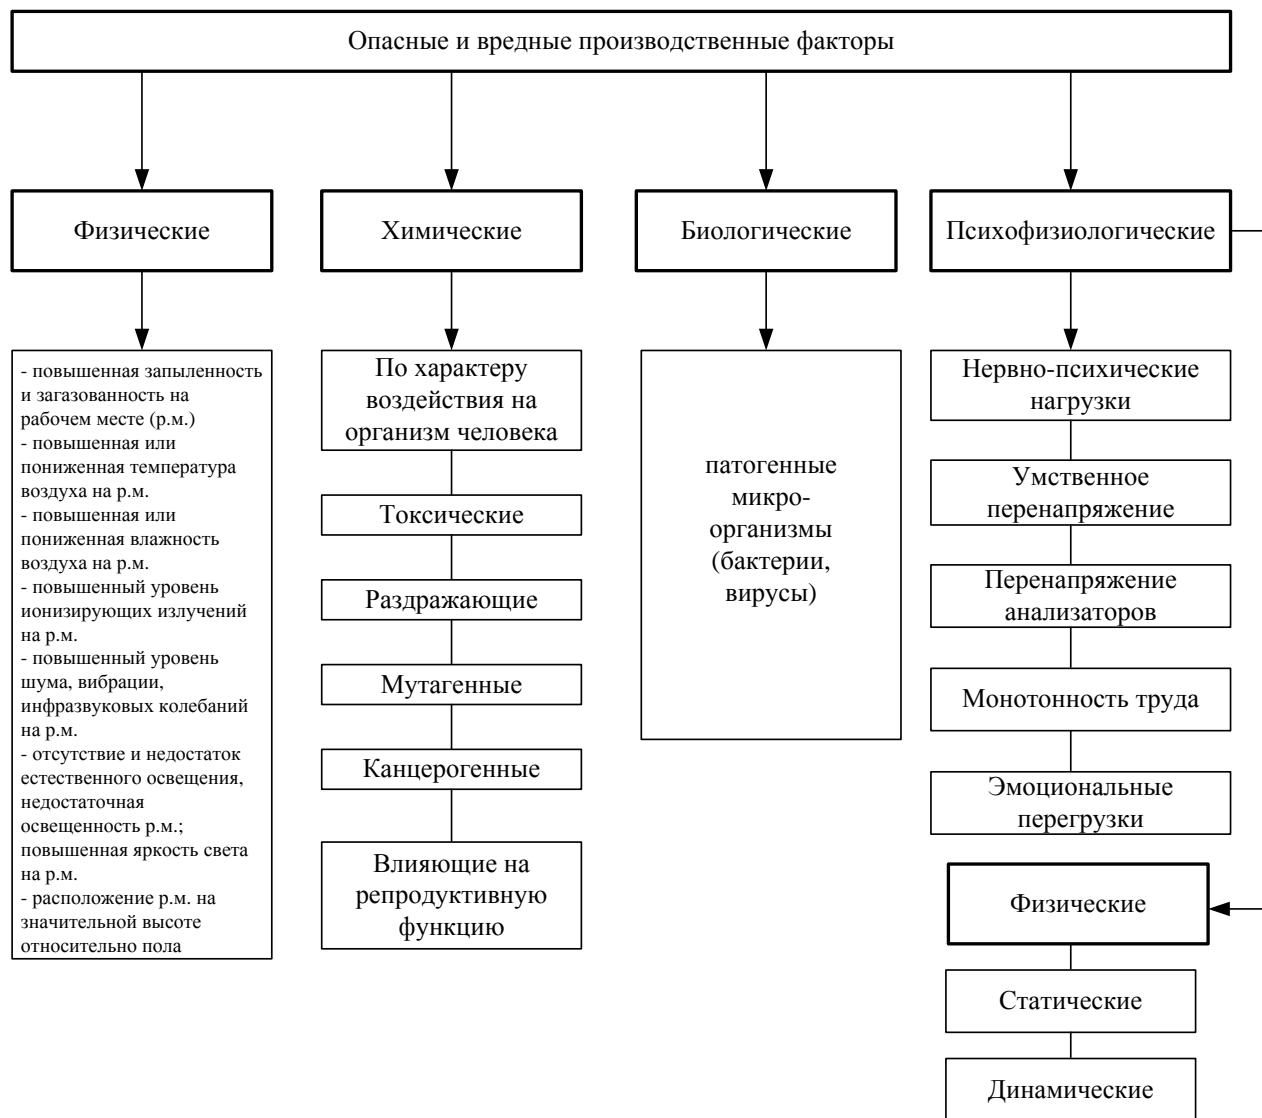 Опасные и вредные производственные факторы
Физические
Химические
Биологические
Психофизиологические
- повышенная запыленность
и загазованность на
рабочем месте (р.м.)
- повышенная или
пониженная температура
воздуха на р.м.
- повышенная или
пониженная влажность
воздуха на р.м.
- повышенный уровень
ионизирующих излучений
на р.м.
- повышенный уровень
шума, вибрации,
инфразвуковых колебаний
на р.м.
- отсутствие и недостаток
естественного освещения,
недостаточная
освещенность р.м.;
повышенная яркость света
на р.м.
- расположение р.м. на
значительной высоте
относительно пола
По характеру
воздействия на
организм человека
Токсические
Раздражающие
Мутагенные
Канцерогенные
Влияющие на
репродуктивную
функцию
патогенные
микро-
организмы
(бактерии,
вирусы)
Нервно-психические
нагрузки
Умственное
перенапряжение
Перенапряжение
анализаторов
Монотонность труда
Эмоциональные
перегрузки
Физические
Статические
Динамические